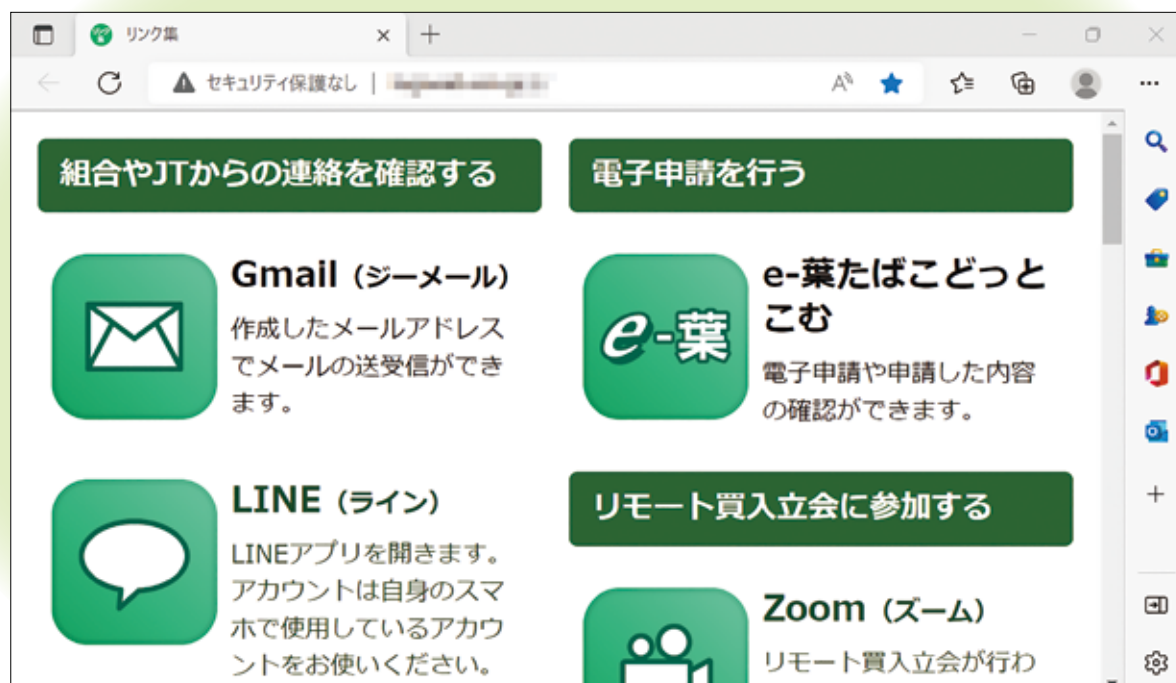 リンク集
セキュリティ保護なし
組合やJTからの連絡を確認する
Gmail（ジーメール）
作成したメールアドレス
でメールの送受信ができ
ます。
LINE（ライン）
LINEアプリを開きます。
アカウントは自身のスマ
ホで使用しているアカウ
ントをお使いください。
電子申請を行う
e-葉
e-葉たばこどっと
こむ
電子申請や申請した内容
の確認ができます。
リモート買入立会に参加する
Zoom（ズーム）
リモート買入立会が行わ